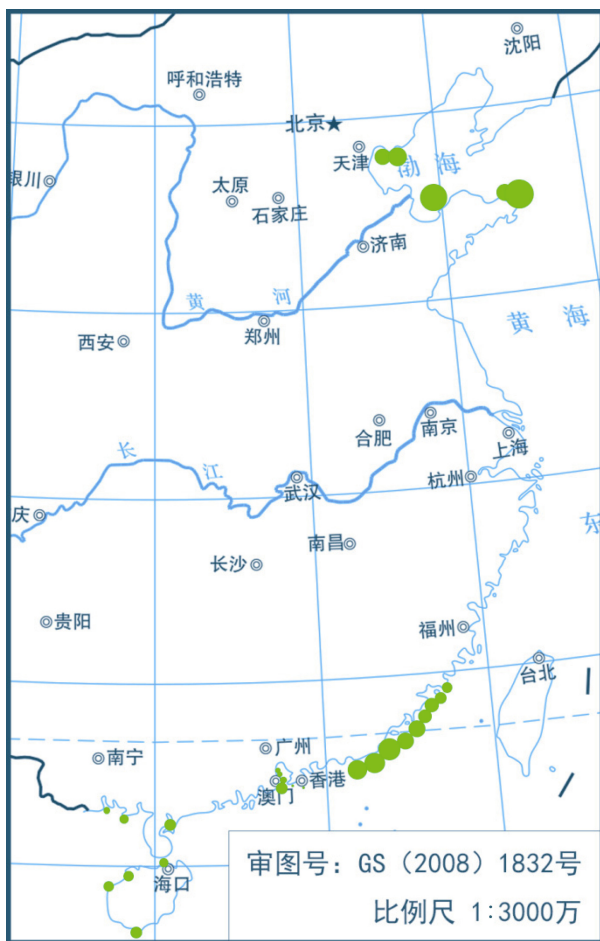 沈阳
呼和浩特
北京★
天津
渤海
银川
太原
石家庄
济南
黄河
黄海
西安
郑州
合肥
南京
上海
长江
武汉
杭州
庆
东
南昌
长沙
贵阳
福州
台北
广州
南宁
香港
澳门
海口
审图号：GS（2008）1832号
比例尺 1:3000万